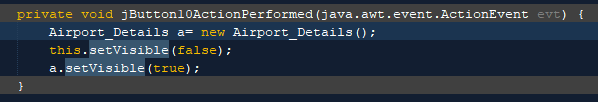 private void jButton10ActionPerformed(java.awt.event.ActionEvent evt) {
Airport_Details a= new Airport_Details();
this.setVisible(false);
a.setVisible(true);
}